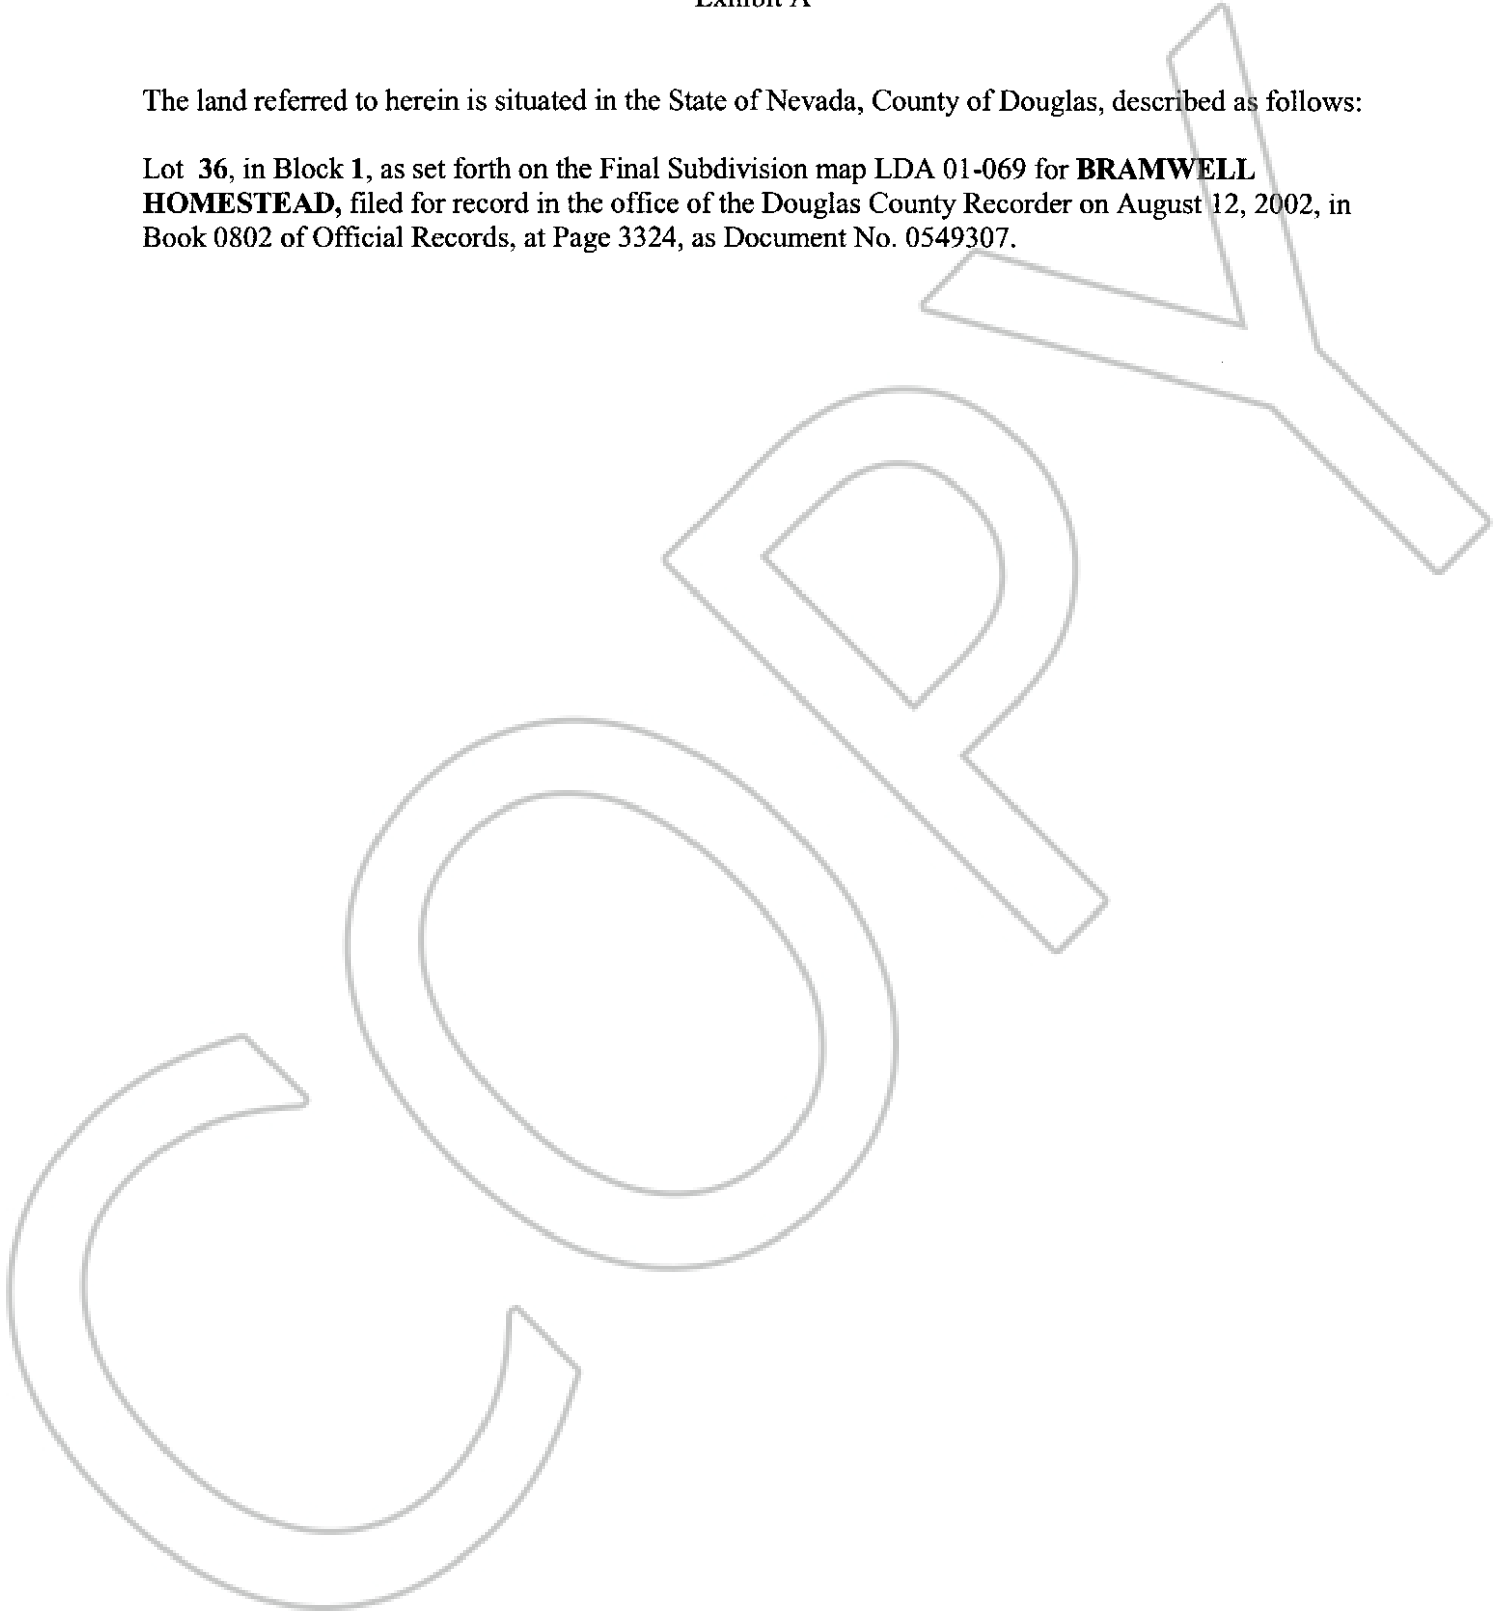 Exhibit A
The land referred to herein is situated in the State of Nevada, County of Douglas, described as follows:
Lot 36, in Block 1, as set forth on the Final Subdivision map LDA 01-069 for BRAMWELL
HOMESTEAD, filed for record in the office of the Douglas County Recorder on August 12, 2002, in
Book 0802 of Official Records, at Page 3324, as Document No. 0549307.
COPY